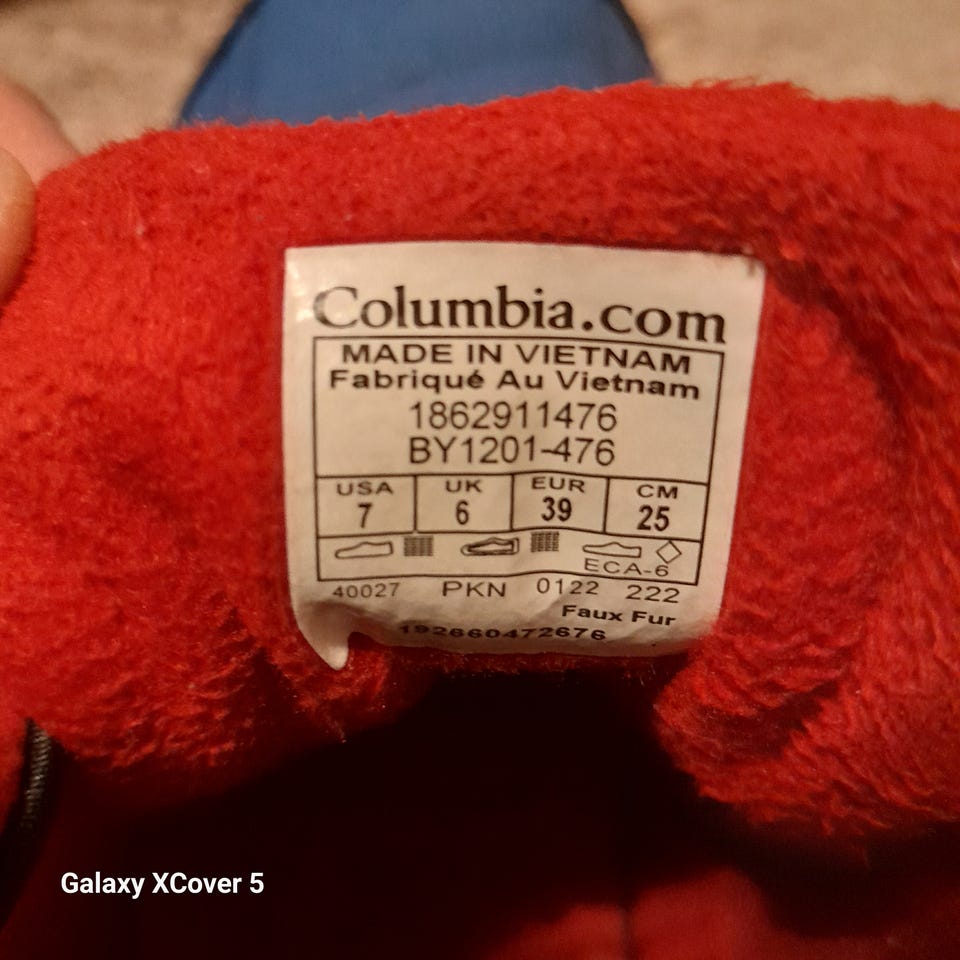 Columbia.com
MADE IN VIETNAM
Fabriqué Au Vietnam
1862911476
BY1201-476
USA UK EUR CM
7 6 39 25
ECA-6
40027 PKN 0122 222
Faux Fur
192660472676
Galaxy XCover 5